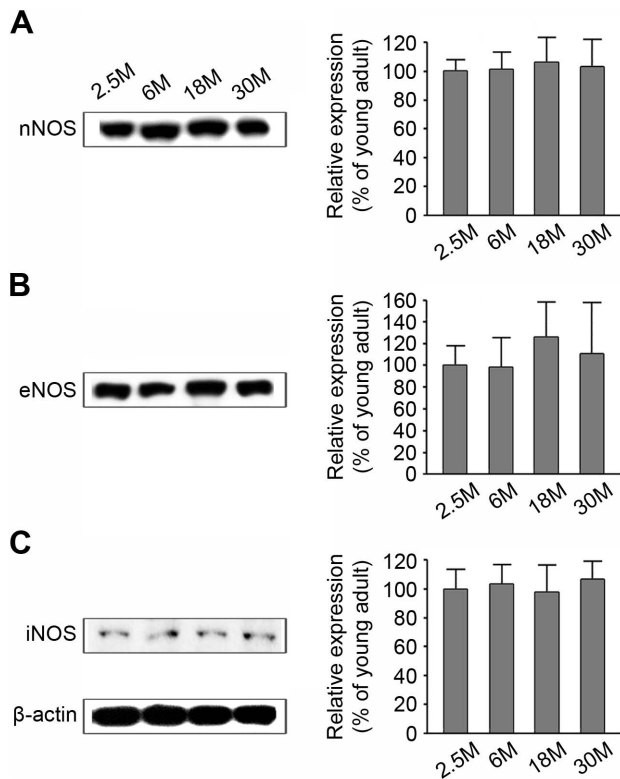 A
2.5M 6M 18M 30M
nNOS
Relative expression
(% of young adult)
120
100
80
60
40
20
0
2.5M 6M 18M 30M
B
eNOS
Relative expression
(% of young adult)
160
140
120
100
80
60
40
20
0
2.5M 6M 18M 30M
C
iNOS
β-actin
Relative expression
(% of young adult)
120
100
80
60
40
20
0
2.5M 6M 18M 30M